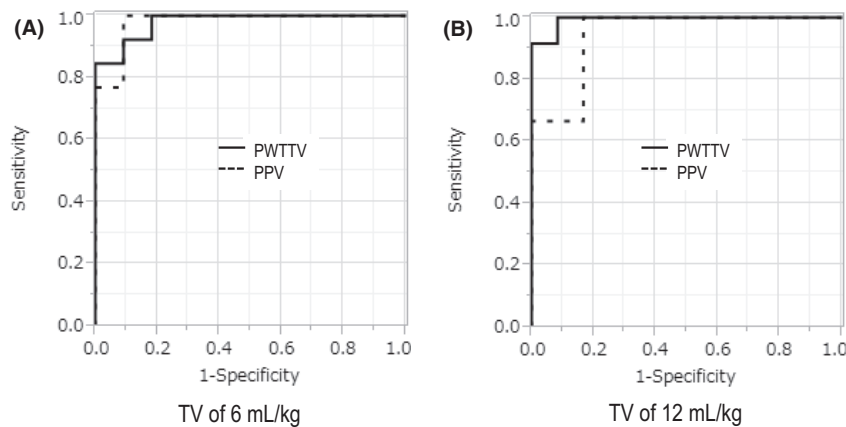 (A)
1.0
0.8
0.6
0.4
0.2
0.0
Sensitivity
PWTTV
PPV
0.0 0.2 0.4 0.6 0.8 1.0
1-Specificity
TV of 6 mL/kg
(B)
1.0
0.8
0.6
0.4
0.2
0.0
Sensitivity
PWTTV
PPV
0.0 0.2 0.4 0.6 0.8 1.0
1-Specificity
TV of 12 mL/kg